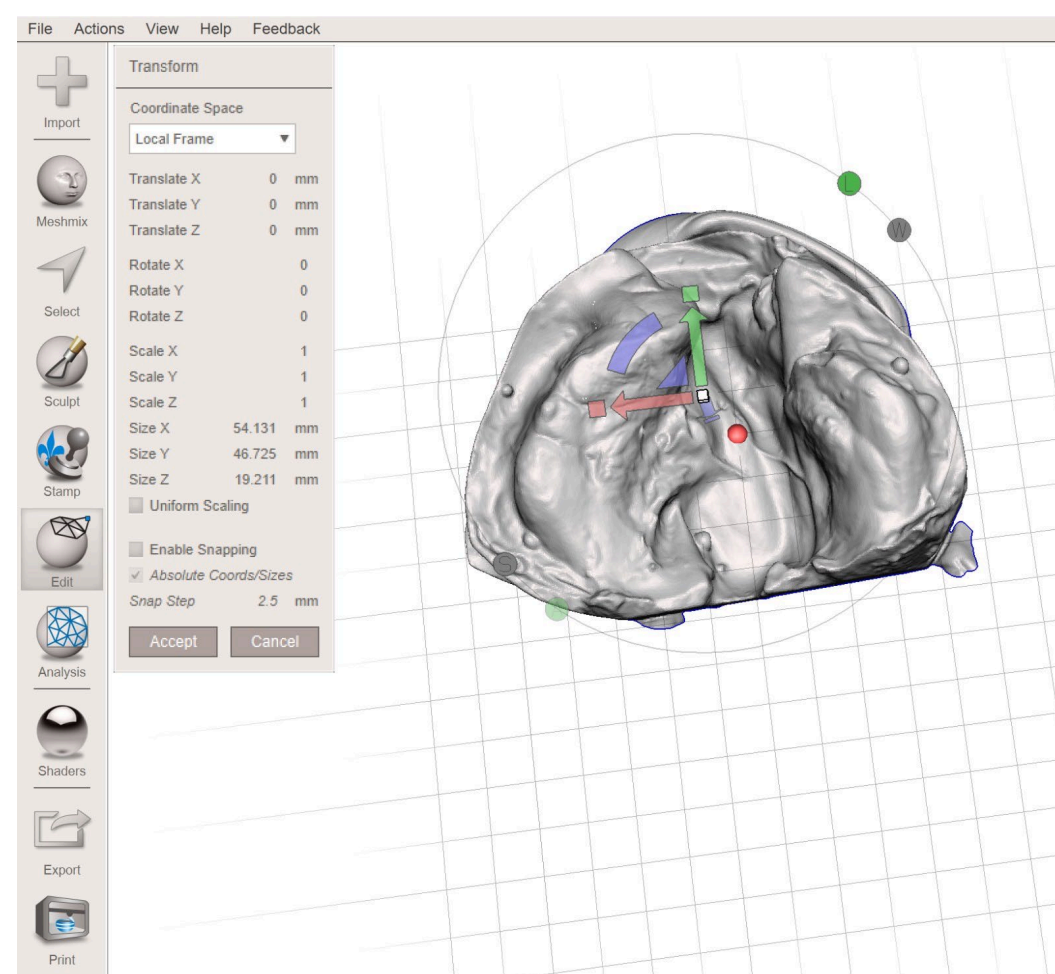 File Actions View Help Feedback
Import
Meshmix
Select
Sculpt
Stamp
Edit
Analysis
Shaders
Export
Print
Transform
Coordinate Space
Local Frame
Translate X 0 mm
Translate Y 0 mm
Translate Z 0 mm
Rotate X 0
Rotate Y 0
Rotate Z 0
Scale X 1
Scale Y 1
Scale Z 1
Size X 54.131 mm
Size Y 46.725 mm
Size Z 19.211 mm
Uniform Scaling
Enable Snapping
Absolute Coords/Sizes
Snap Step 2.5 mm
Accept Cancel
L
W
S